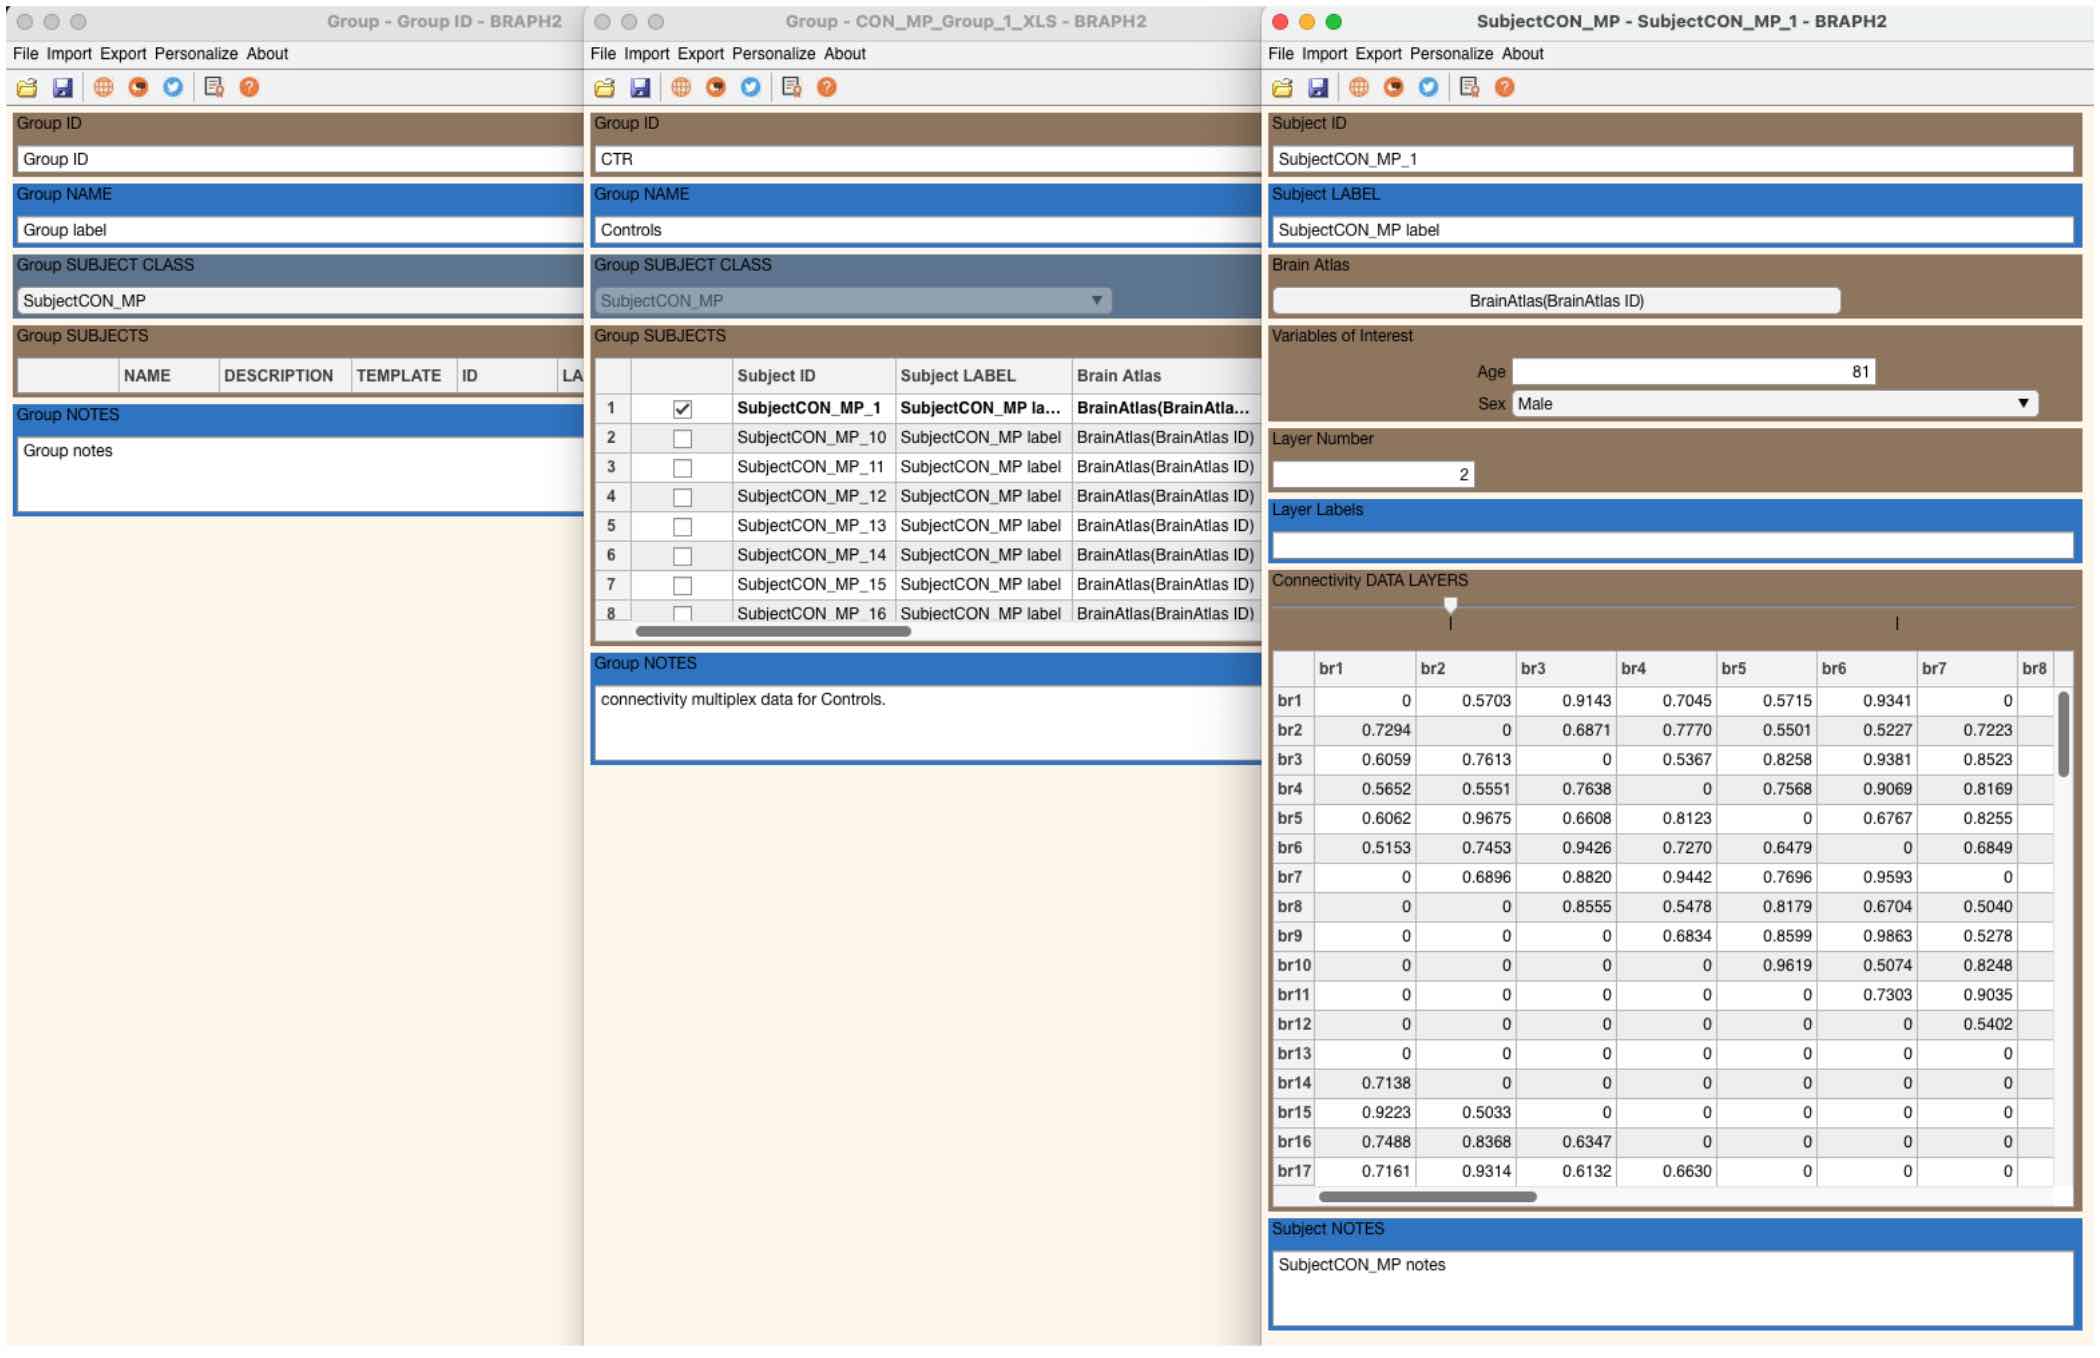 Group - Group ID - BRAPH2
File Import Export Personalize About
Group ID
Group ID
Group NAME
Group label
Group SUBJECT CLASS
SubjectCON_MP
Group SUBJECTS
NAME DESCRIPTION TEMPLATE ID LA
Group NOTES
Group notes
Group - CON_MP_Group_1_XLS - BRAPH2
File Import Export Personalize About
Group ID
CTR
Group NAME
Controls
Group SUBJECT CLASS
SubjectCON_MP
Group SUBJECTS
Subject ID Subject LABEL Brain Atlas
1 SubjectCON_MP_1 SubjectCON_MP la... BrainAtlas(BrainAtla...
2 SubjectCON_MP_10 SubjectCON_MP label BrainAtlas(BrainAtlas ID)
3 SubjectCON_MP_11 SubjectCON_MP label BrainAtlas(BrainAtlas ID)
4 SubjectCON_MP_12 SubjectCON_MP label BrainAtlas(BrainAtlas ID)
5 SubjectCON_MP_13 SubjectCON_MP label BrainAtlas(BrainAtlas ID)
6 SubjectCON_MP_14 SubjectCON_MP label BrainAtlas(BrainAtlas ID)
7 SubjectCON_MP_15 SubjectCON_MP label BrainAtlas(BrainAtlas ID)
8 SubjectCON_MP_16 SubjectCON_MP label BrainAtlas(BrainAtlas ID)
Group NOTES
connectivity multiplex data for Controls.
SubjectCON_MP - SubjectCON_MP_1 - BRAPH2
File Import Export Personalize About
Subject ID
SubjectCON_MP_1
Subject LABEL
SubjectCON_MP label
Brain Atlas
BrainAtlas(BrainAtlas ID)
Variables of Interest
Age 81
Sex Male
Layer Number
2
Layer Labels
Connectivity DATA LAYERS
br1 br2 br3 br4 br5 br6 br7 br8
br1 0 0.5703 0.9143 0.7045 0.5715 0.9341 0
br2 0.7294 0 0.6871 0.7770 0.5501 0.5227 0.7223
br3 0.6059 0.7613 0 0.5367 0.8258 0.9381 0.8523
br4 0.5652 0.5551 0.7638 0 0.7568 0.9069 0.8169
br5 0.6062 0.9675 0.6608 0.8123 0 0.6767 0.8255
br6 0.5153 0.7453 0.9426 0.7270 0.6479 0 0.6849
br7 0 0.6896 0.8820 0.9442 0.7696 0.9593 0
br8 0 0 0.8555 0.5478 0.8179 0.6704 0.5040
br9 0 0 0 0.6834 0.8599 0.9863 0.5278
br10 0 0 0 0 0.9619 0.5074 0.8248
br11 0 0 0 0 0 0.7303 0.9035
br12 0 0 0 0 0 0 0.5402
br13 0 0 0 0 0 0 0
br14 0.7138 0 0 0 0 0 0
br15 0.9223 0.5033 0 0 0 0 0
br16 0.7488 0.8368 0.6347 0 0 0 0
br17 0.7161 0.9314 0.6132 0.6630 0 0 0
Subject NOTES
SubjectCON_MP notes